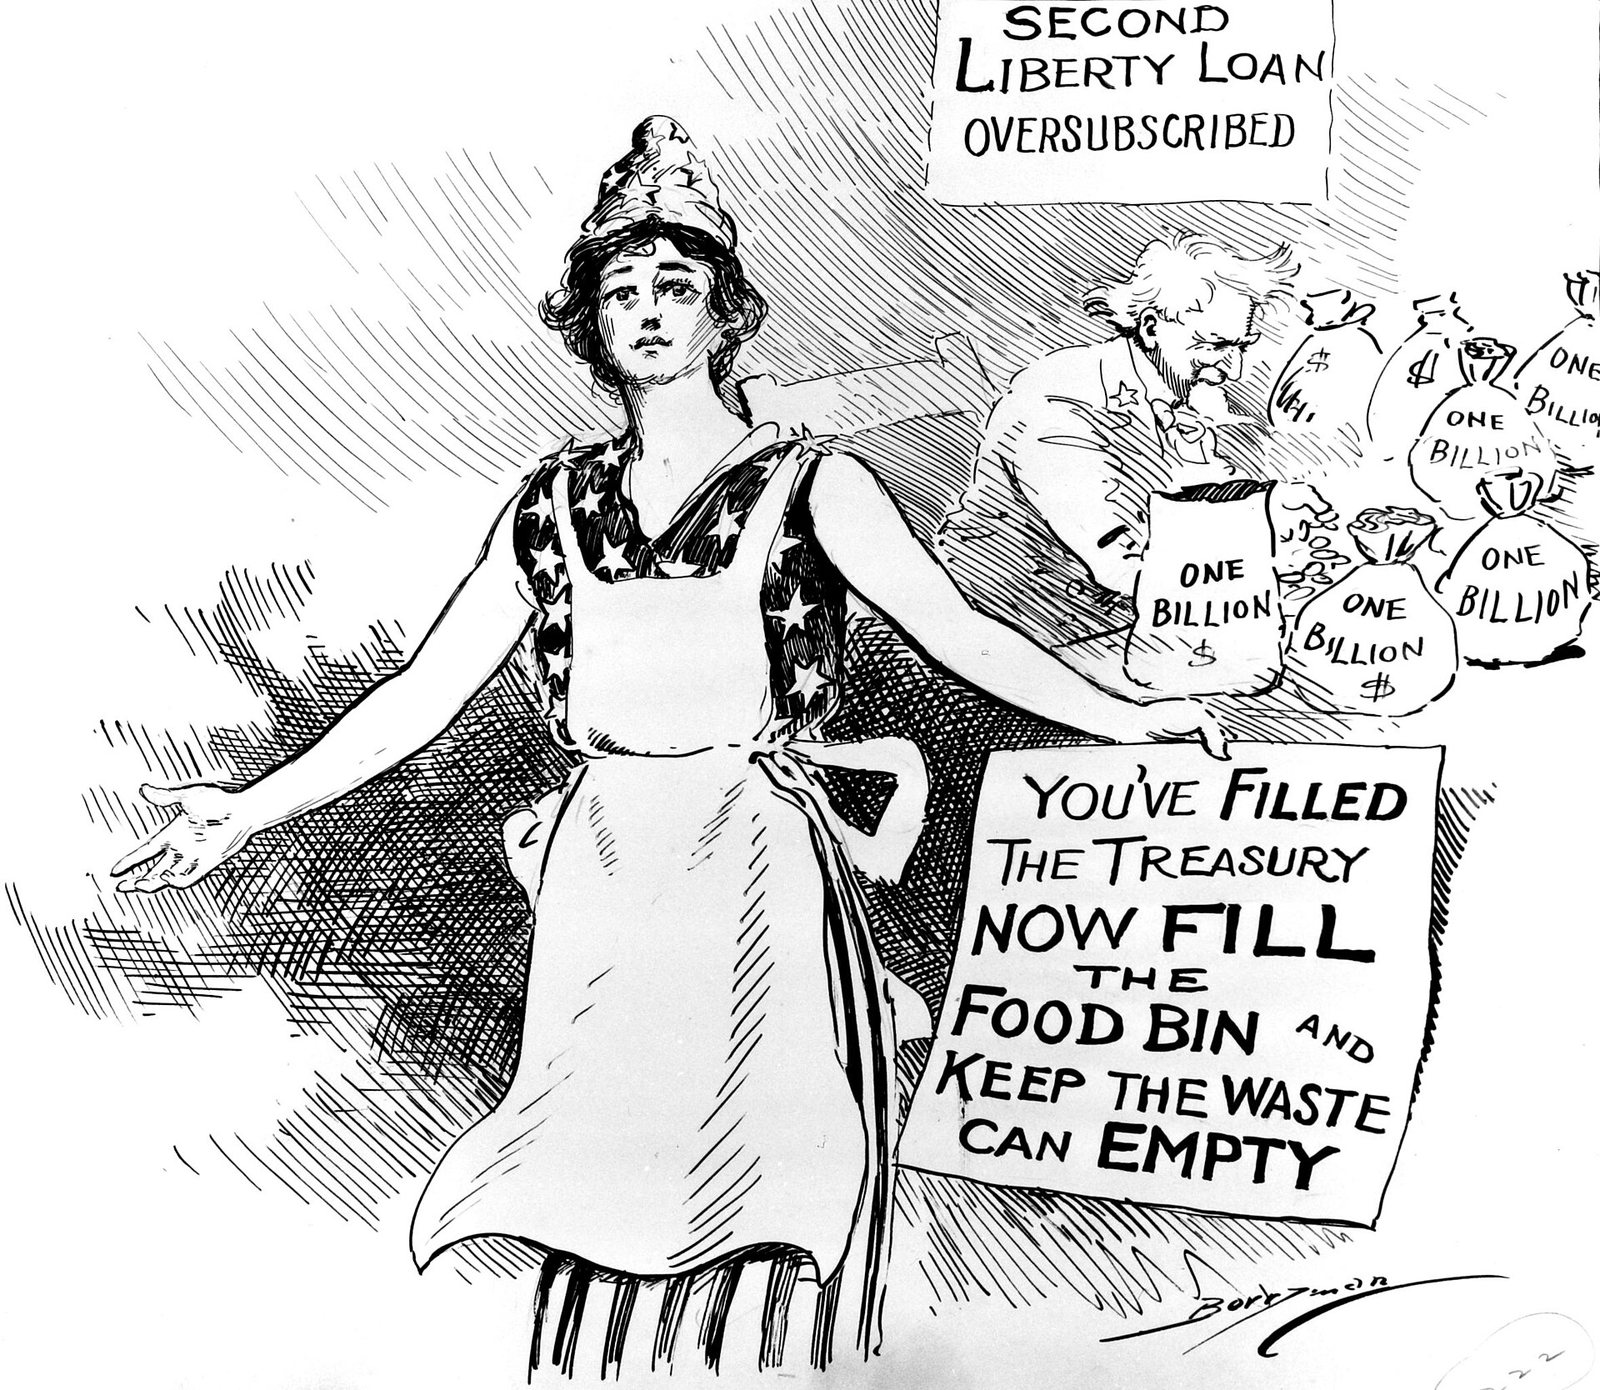 SECOND
LIBERTY LOAN
OVERSUBSCRIBED
$
$
ONE
BILLION
ONE
BILLION
ONE
BILLION
$
ONE
BILLION
$
ONE
BILLION
YOU'VE FILLED
THE TREASURY
NOW FILL
THE
FOOD BIN AND
KEEP THE WASTE
CAN EMPTY
Berryman